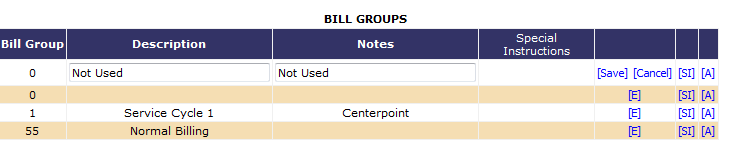 BILL GROUPS
Bill Group Description Notes Special Instructions
0 Not Used Not Used [Save] [Cancel] [SI] [A]
0 [E] [SI] [A]
1 Service Cycle 1 Centerpoint [E] [SI] [A]
55 Normal Billing [E] [SI] [A]